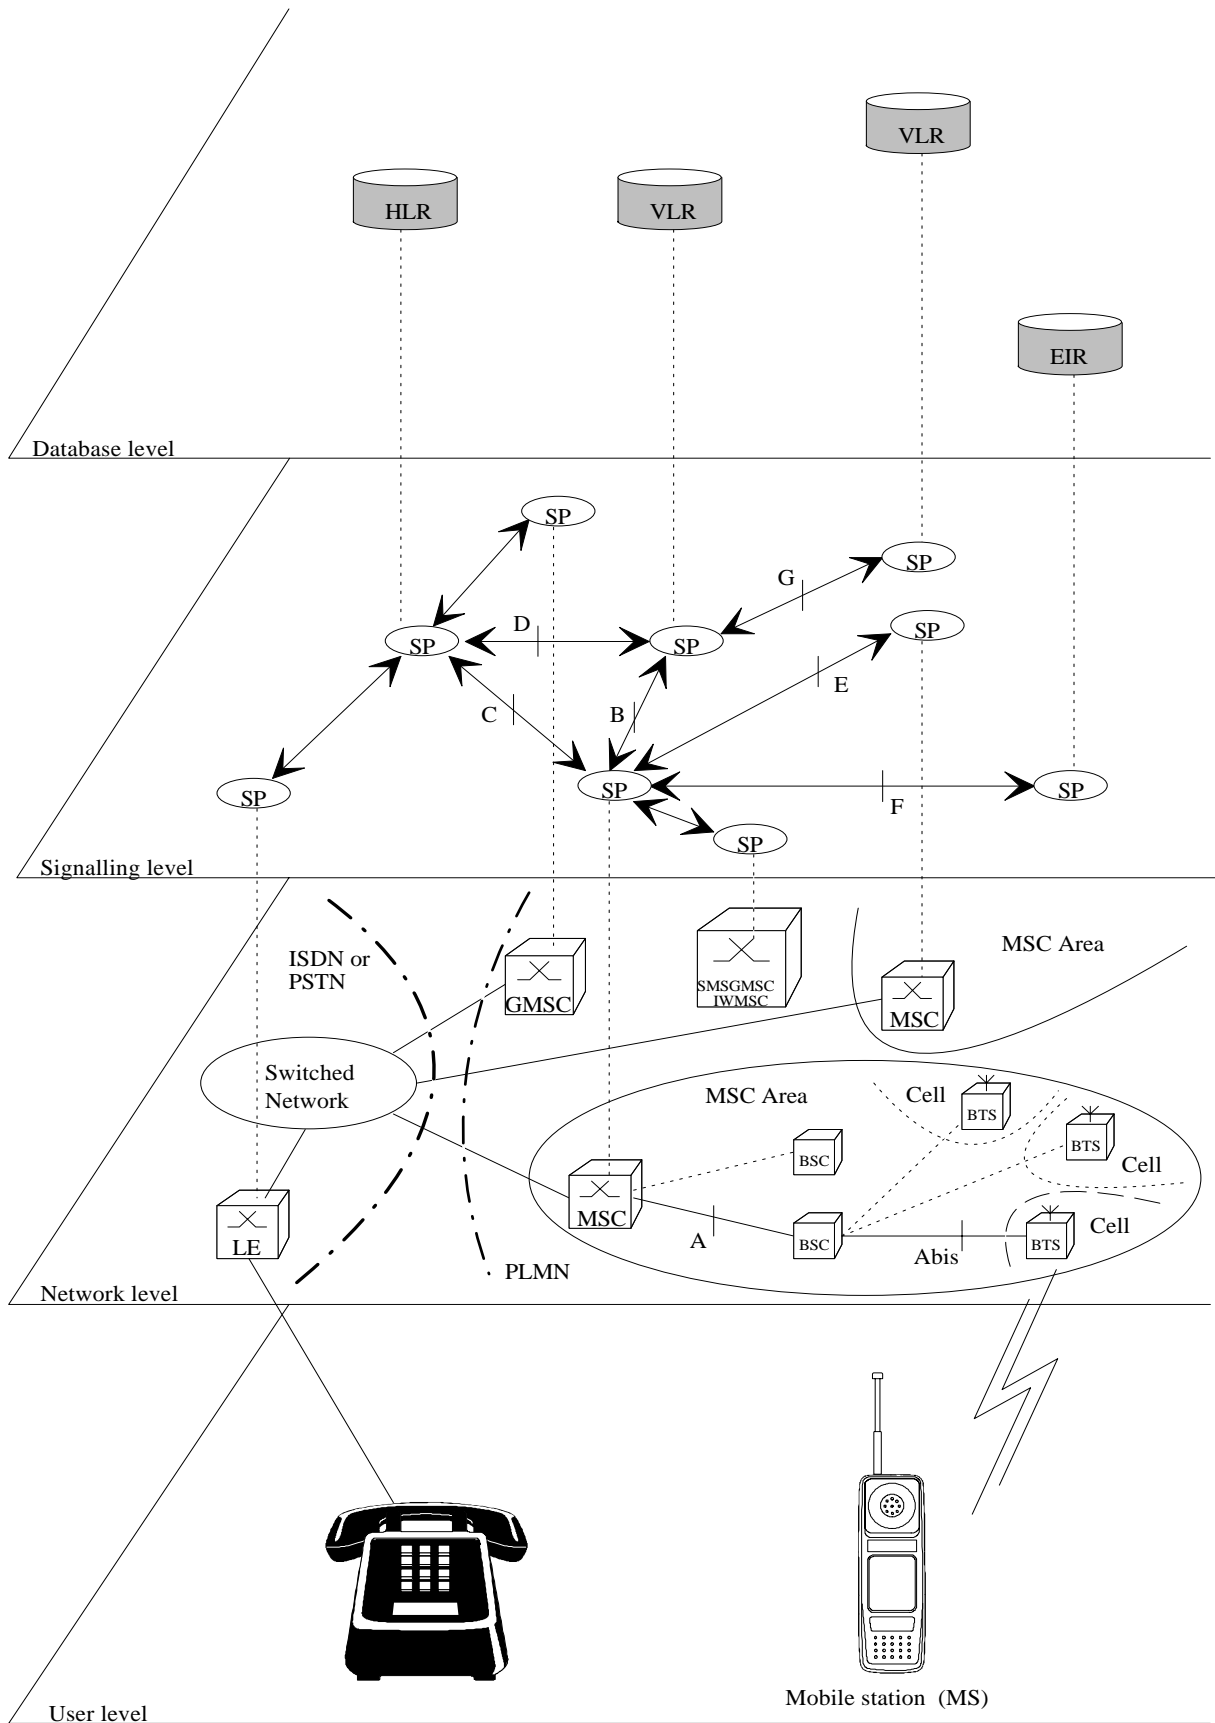 VLR
HLR
VLR
EIR
Database level
SP
SP
G
D
SP
SP
SP
E
C
B
SP
SP
SP
F
SP
Signalling level
ISDN or
PSTN
MSC Area
GMSC
SMSGMSC
IWMSC
MSC
Switched
Network
MSC Area
Cell
BTS
BTS
BSC
Cell
MSC
A
BSC
Abis
BTS
Cell
LE
PLMN
Network level
Mobile station (MS)
User level